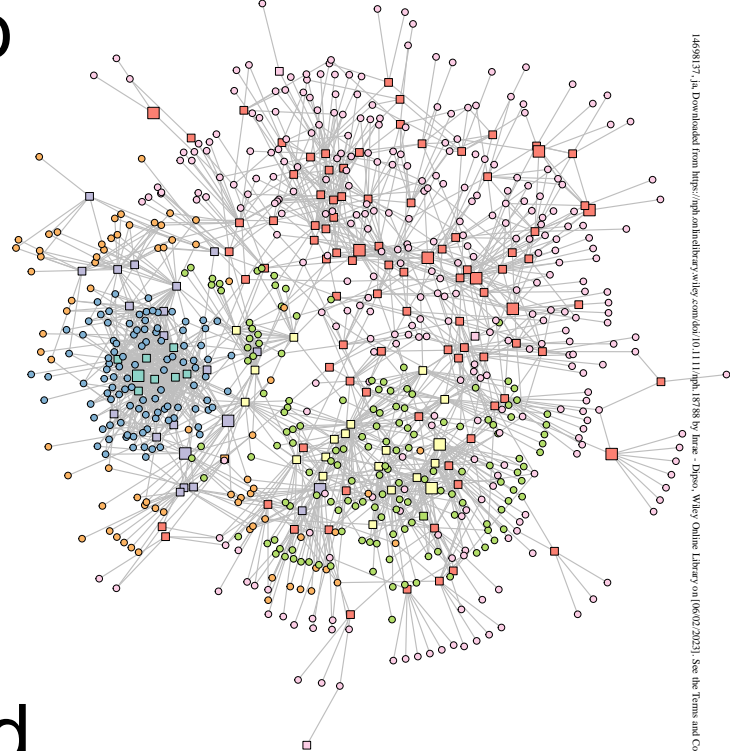 b
14698137, ja, Downloaded from https://nph.onlinelibrary.wiley.com/doi/10.1111/nph.18788 by Inrae - Dipso, Wiley Online Library on [06/02/2023]. See the Terms and Co
d